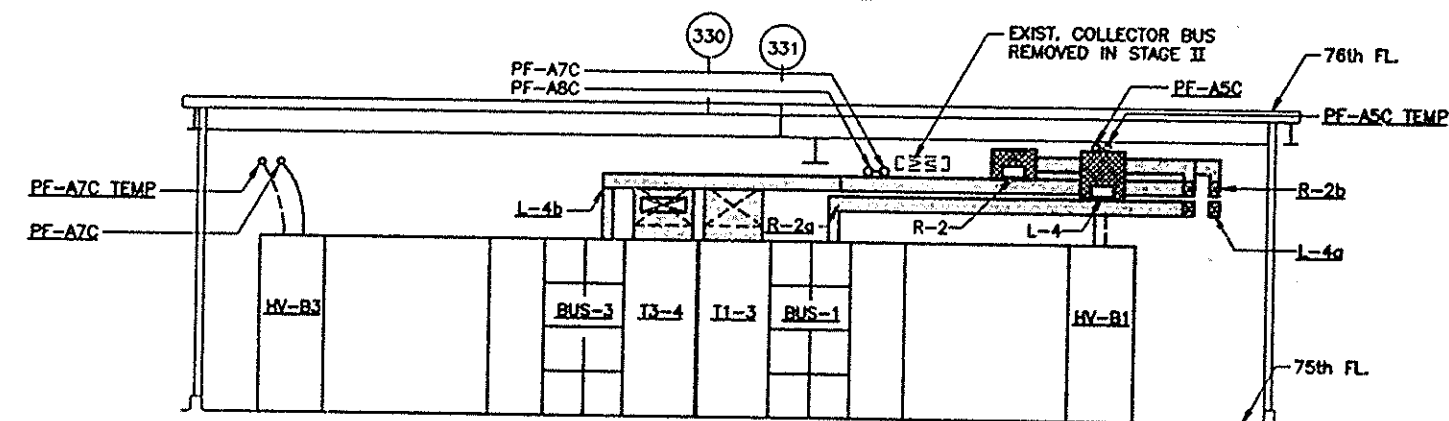 330
331
EXIST. COLLECTOR BUS
REMOVED IN STAGE II
PF-A7C
PF-A8C
76th FL.
PF-A5C
PF-A5C TEMP
PF-A7C TEMP
PF-A7C
L-4b
R-2a
R-2
L-4
R-2b
L-4a
HV-B3
BUS-3
T3-4
T1-3
BUS-1
HV-B1
75th FL.